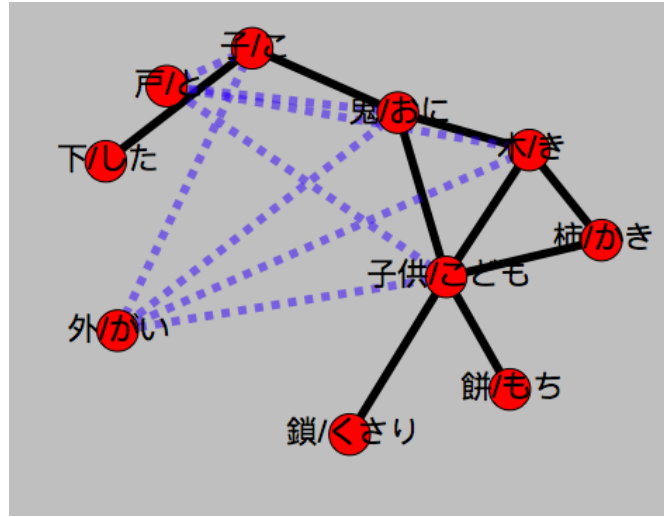 子/こ
戸/と
鬼/おに
木/き
下/した
柿/かき
子供/こども
外/がい
餅/もち
鎖/くさり